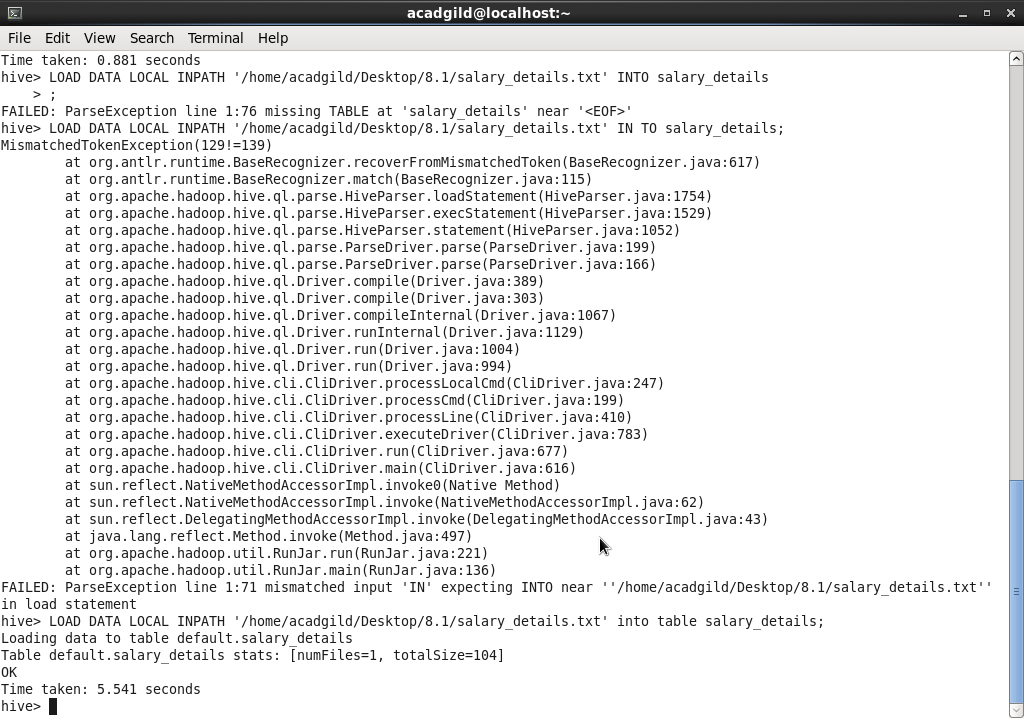 acadgild@localhost:~
File Edit View Search Terminal Help
Time taken: 0.881 seconds
hive> LOAD DATA LOCAL INPATH '/home/acadgild/Desktop/8.1/salary_details.txt' INTO salary_details
    > ;
FAILED: ParseException line 1:76 missing TABLE at 'salary_details' near '<EOF>'
hive> LOAD DATA LOCAL INPATH '/home/acadgild/Desktop/8.1/salary_details.txt' IN TO salary_details;
MismatchedTokenException(129!=139)
        at org.antlr.runtime.BaseRecognizer.recoverFromMismatchedToken(BaseRecognizer.java:617)
        at org.antlr.runtime.BaseRecognizer.match(BaseRecognizer.java:115)
        at org.apache.hadoop.hive.ql.parse.HiveParser.loadStatement(HiveParser.java:1754)
        at org.apache.hadoop.hive.ql.parse.HiveParser.execStatement(HiveParser.java:1529)
        at org.apache.hadoop.hive.ql.parse.HiveParser.statement(HiveParser.java:1052)
        at org.apache.hadoop.hive.ql.parse.ParseDriver.parse(ParseDriver.java:199)
        at org.apache.hadoop.hive.ql.parse.ParseDriver.parse(ParseDriver.java:166)
        at org.apache.hadoop.hive.ql.Driver.compile(Driver.java:389)
        at org.apache.hadoop.hive.ql.Driver.compile(Driver.java:303)
        at org.apache.hadoop.hive.ql.Driver.compileInternal(Driver.java:1067)
        at org.apache.hadoop.hive.ql.Driver.runInternal(Driver.java:1129)
        at org.apache.hadoop.hive.ql.Driver.run(Driver.java:1004)
        at org.apache.hadoop.hive.ql.Driver.run(Driver.java:994)
        at org.apache.hadoop.hive.cli.CliDriver.processLocalCmd(CliDriver.java:247)
        at org.apache.hadoop.hive.cli.CliDriver.processCmd(CliDriver.java:199)
        at org.apache.hadoop.hive.cli.CliDriver.processLine(CliDriver.java:410)
        at org.apache.hadoop.hive.cli.CliDriver.executeDriver(CliDriver.java:783)
        at org.apache.hadoop.hive.cli.CliDriver.run(CliDriver.java:677)
        at org.apache.hadoop.hive.cli.CliDriver.main(CliDriver.java:616)
        at sun.reflect.NativeMethodAccessorImpl.invoke0(Native Method)
        at sun.reflect.NativeMethodAccessorImpl.invoke(NativeMethodAccessorImpl.java:62)
        at sun.reflect.DelegatingMethodAccessorImpl.invoke(DelegatingMethodAccessorImpl.java:43)
        at java.lang.reflect.Method.invoke(Method.java:497)
        at org.apache.hadoop.util.RunJar.run(RunJar.java:221)
        at org.apache.hadoop.util.RunJar.main(RunJar.java:136)
FAILED: ParseException line 1:71 mismatched input 'IN' expecting INTO near ''/home/acadgild/Desktop/8.1/salary_details.txt''
in load statement
hive> LOAD DATA LOCAL INPATH '/home/acadgild/Desktop/8.1/salary_details.txt' into table salary_details;
Loading data to table default.salary_details
Table default.salary_details stats: [numFiles=1, totalSize=104]
OK
Time taken: 5.541 seconds
hive>